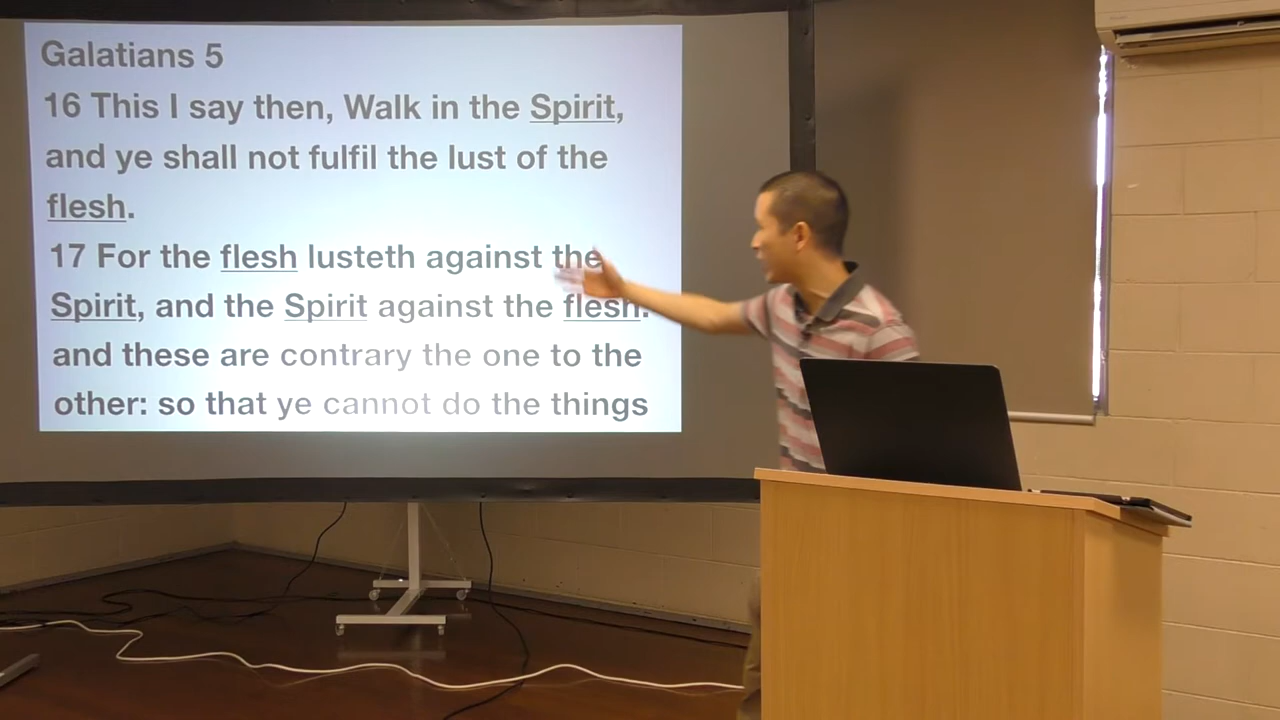 Galatians 5
16 This I say then, Walk in the Spirit,
and ye shall not fulfil the lust of the
flesh.
17 For the flesh lusteth against the
Spirit, and the Spirit against the flesh:
and these are contrary the one to the
other: so that ye cannot do the things